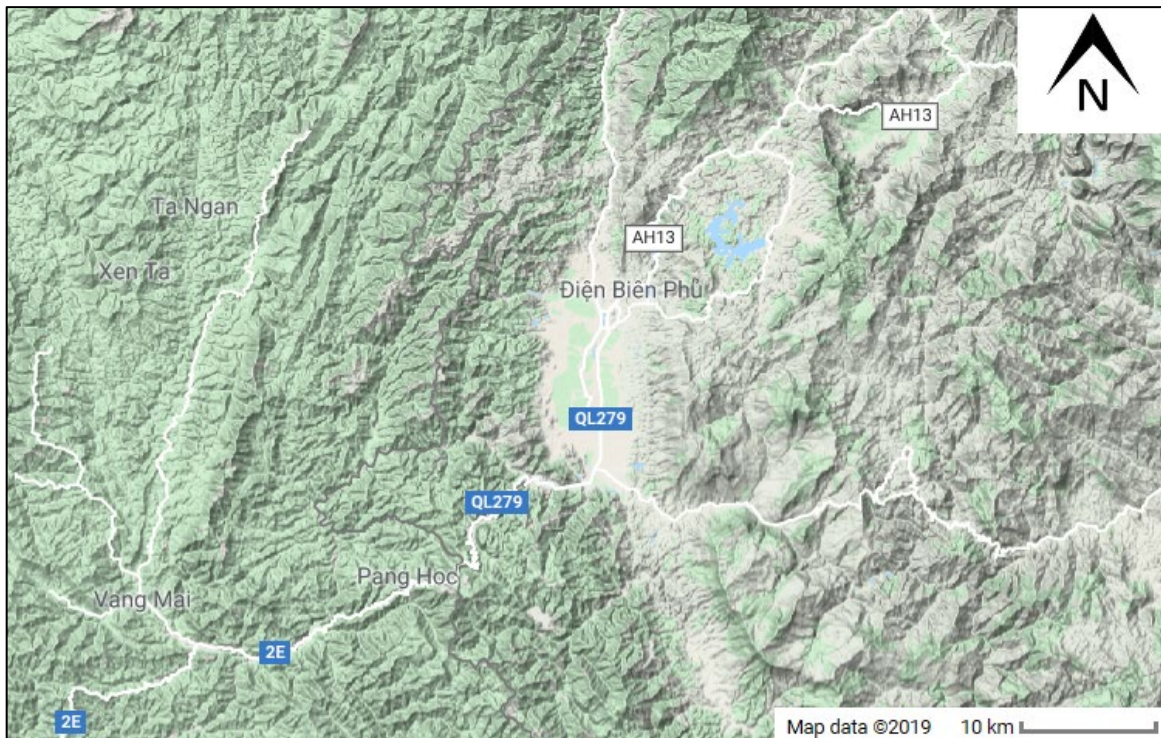 N
AH13
Ta Ngan
AH13
Xen Ta
Điện Biên Phủ
QL279
QL279
Pang Hoc
Vang Mai
2E
2E
Map data ©2019 10 km